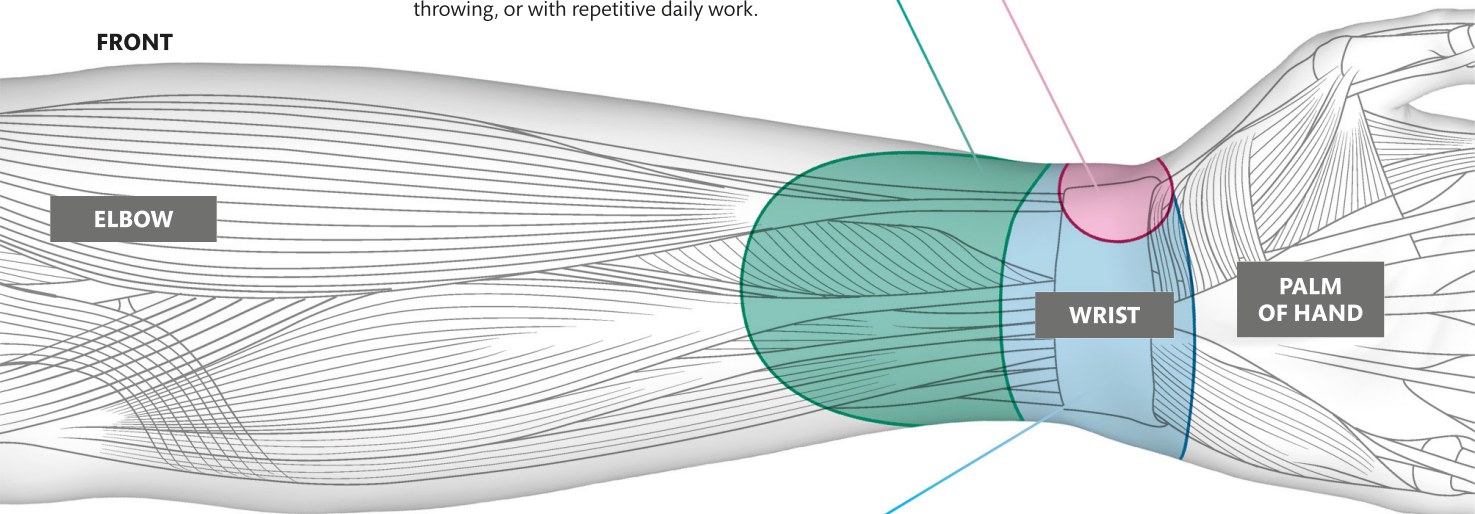 throwing, or with repetitive daily work.
FRONT
ELBOW
WRIST
PALM
OF HAND